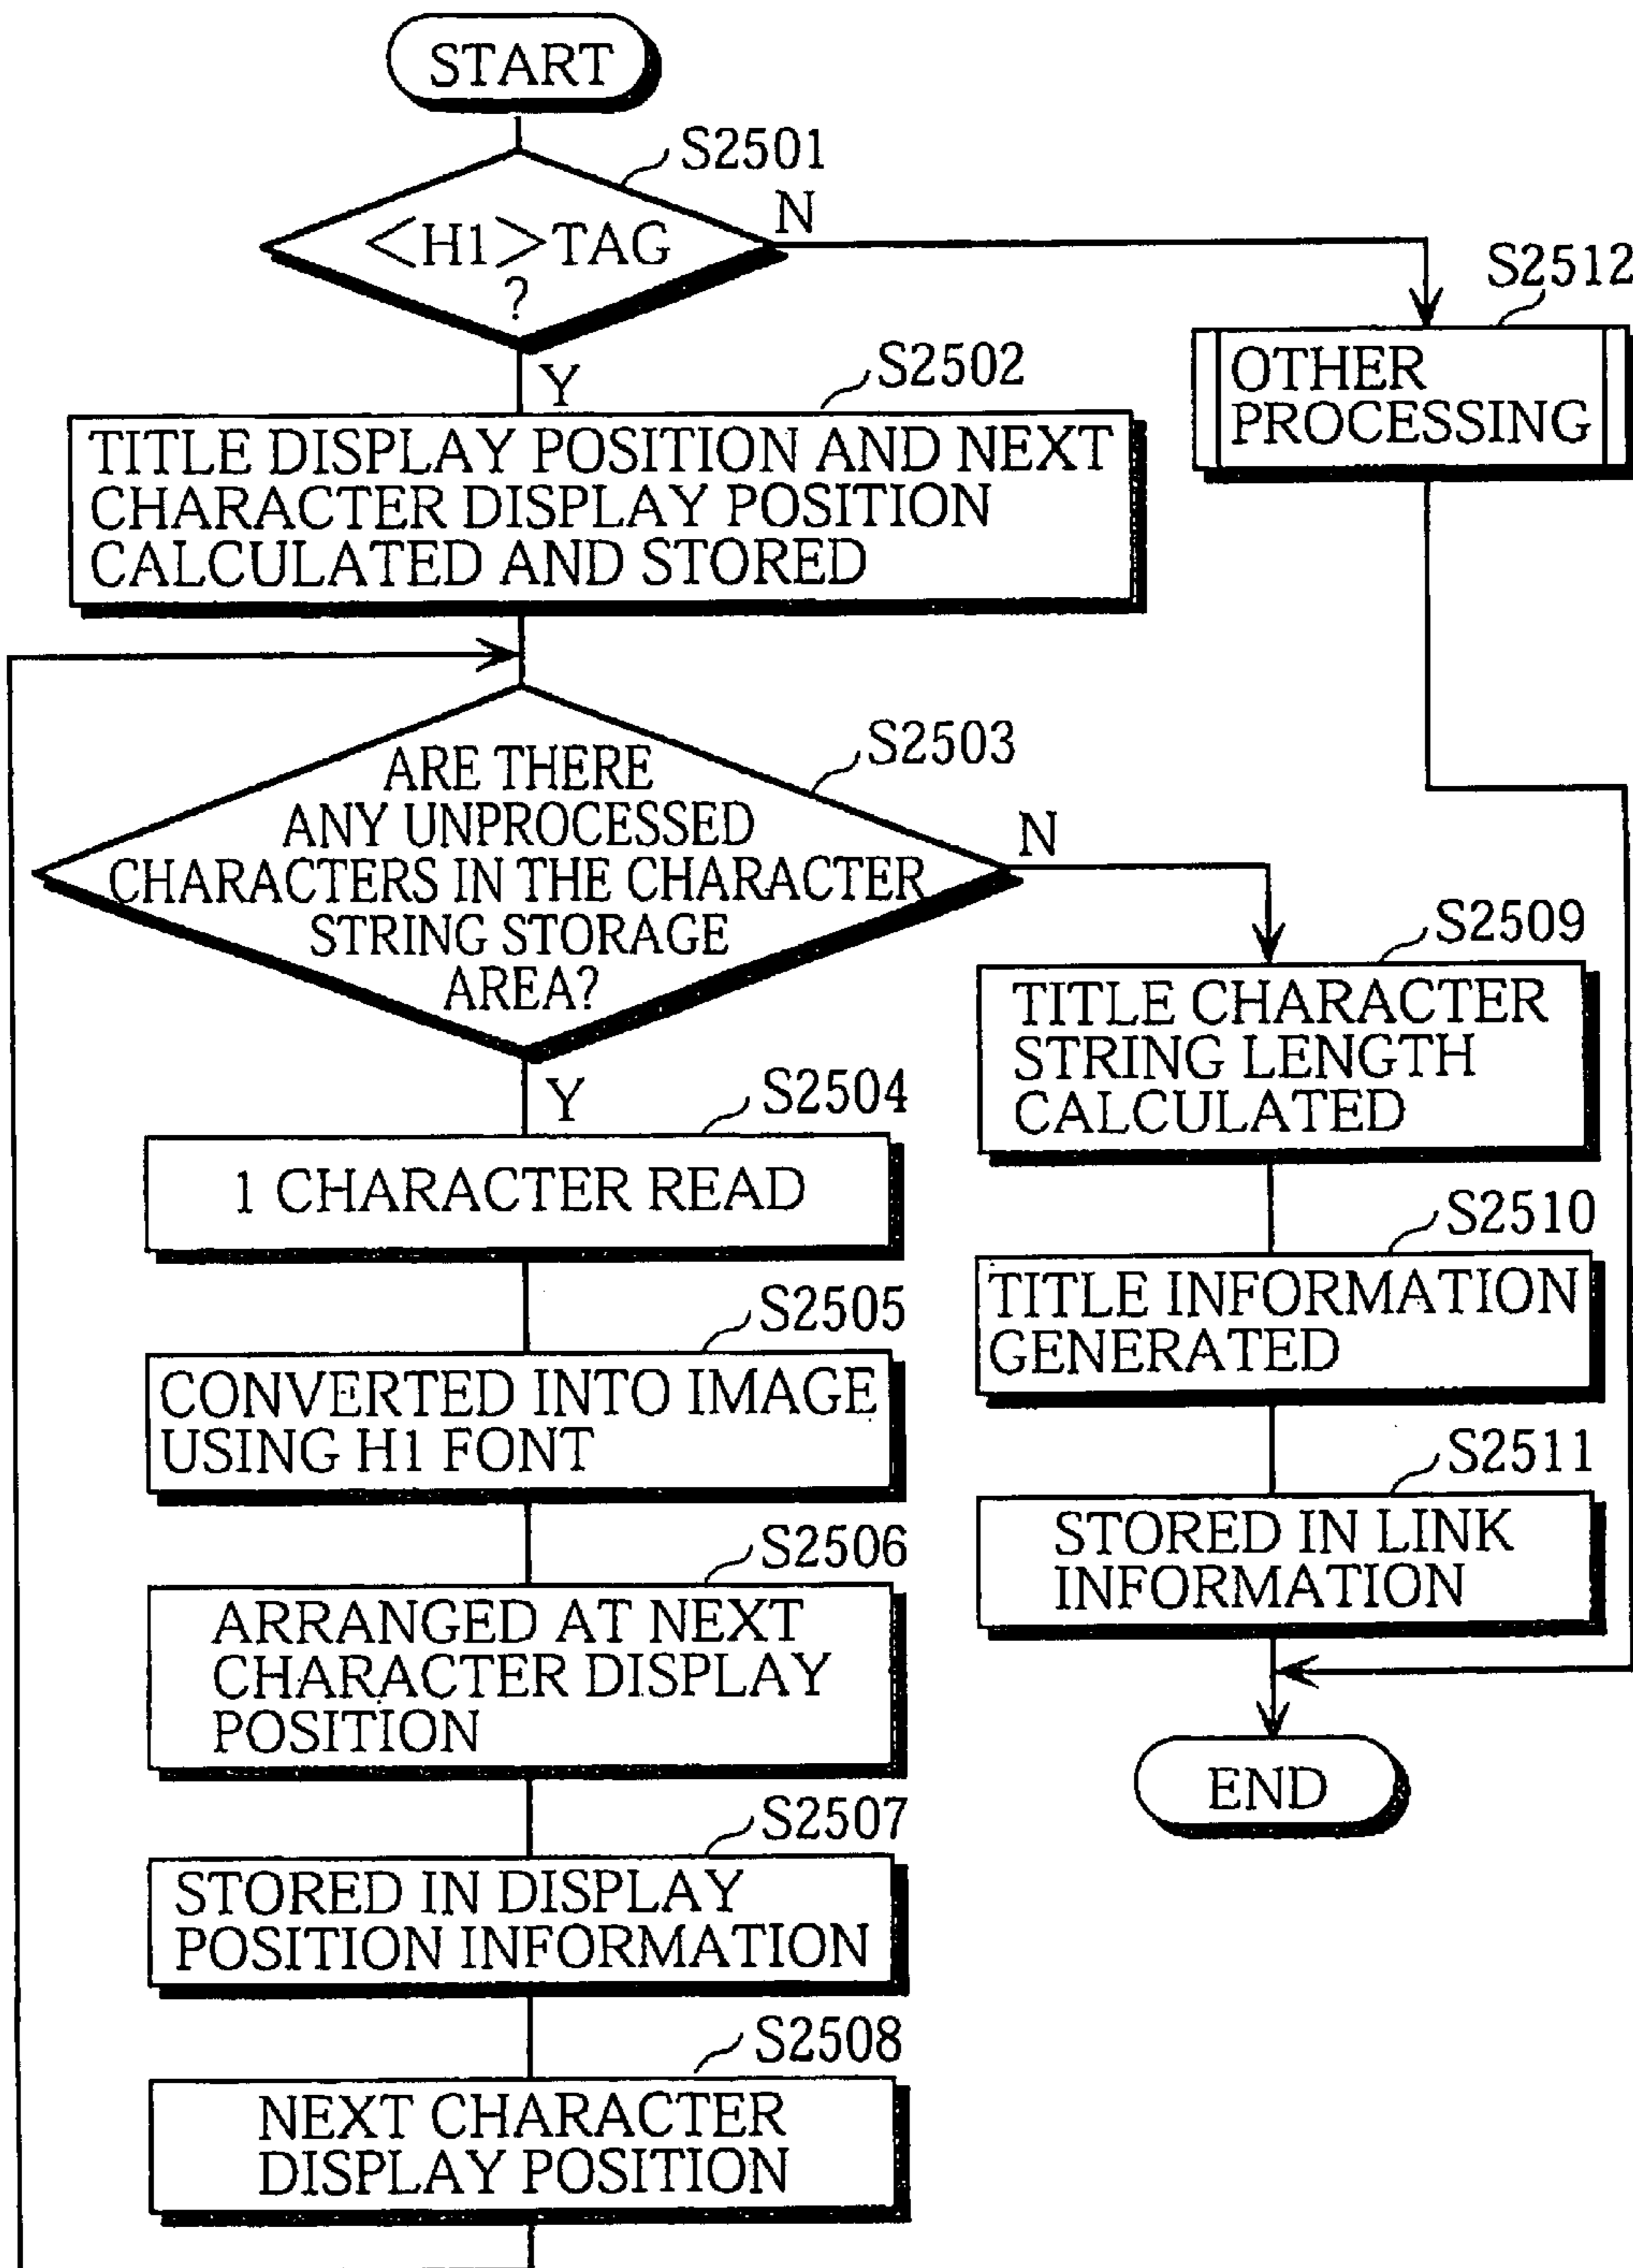 START
S2501
<H1>TAG
?
N
Y
S2512
OTHER
PROCESSING
S2502
TITLE DISPLAY POSITION AND NEXT
CHARACTER DISPLAY POSITION
CALCULATED AND STORED
S2503
ARE THERE
ANY UNPROCESSED
CHARACTERS IN THE CHARACTER
STRING STORAGE
AREA?
N
Y
S2504
1 CHARACTER READ
S2505
CONVERTED INTO IMAGE
USING H1 FONT
S2506
ARRANGED AT NEXT
CHARACTER DISPLAY
POSITION
S2507
STORED IN DISPLAY
POSITION INFORMATION
S2508
NEXT CHARACTER
DISPLAY POSITION
S2509
TITLE CHARACTER
STRING LENGTH
CALCULATED
S2510
TITLE INFORMATION
GENERATED
S2511
STORED IN LINK
INFORMATION
END